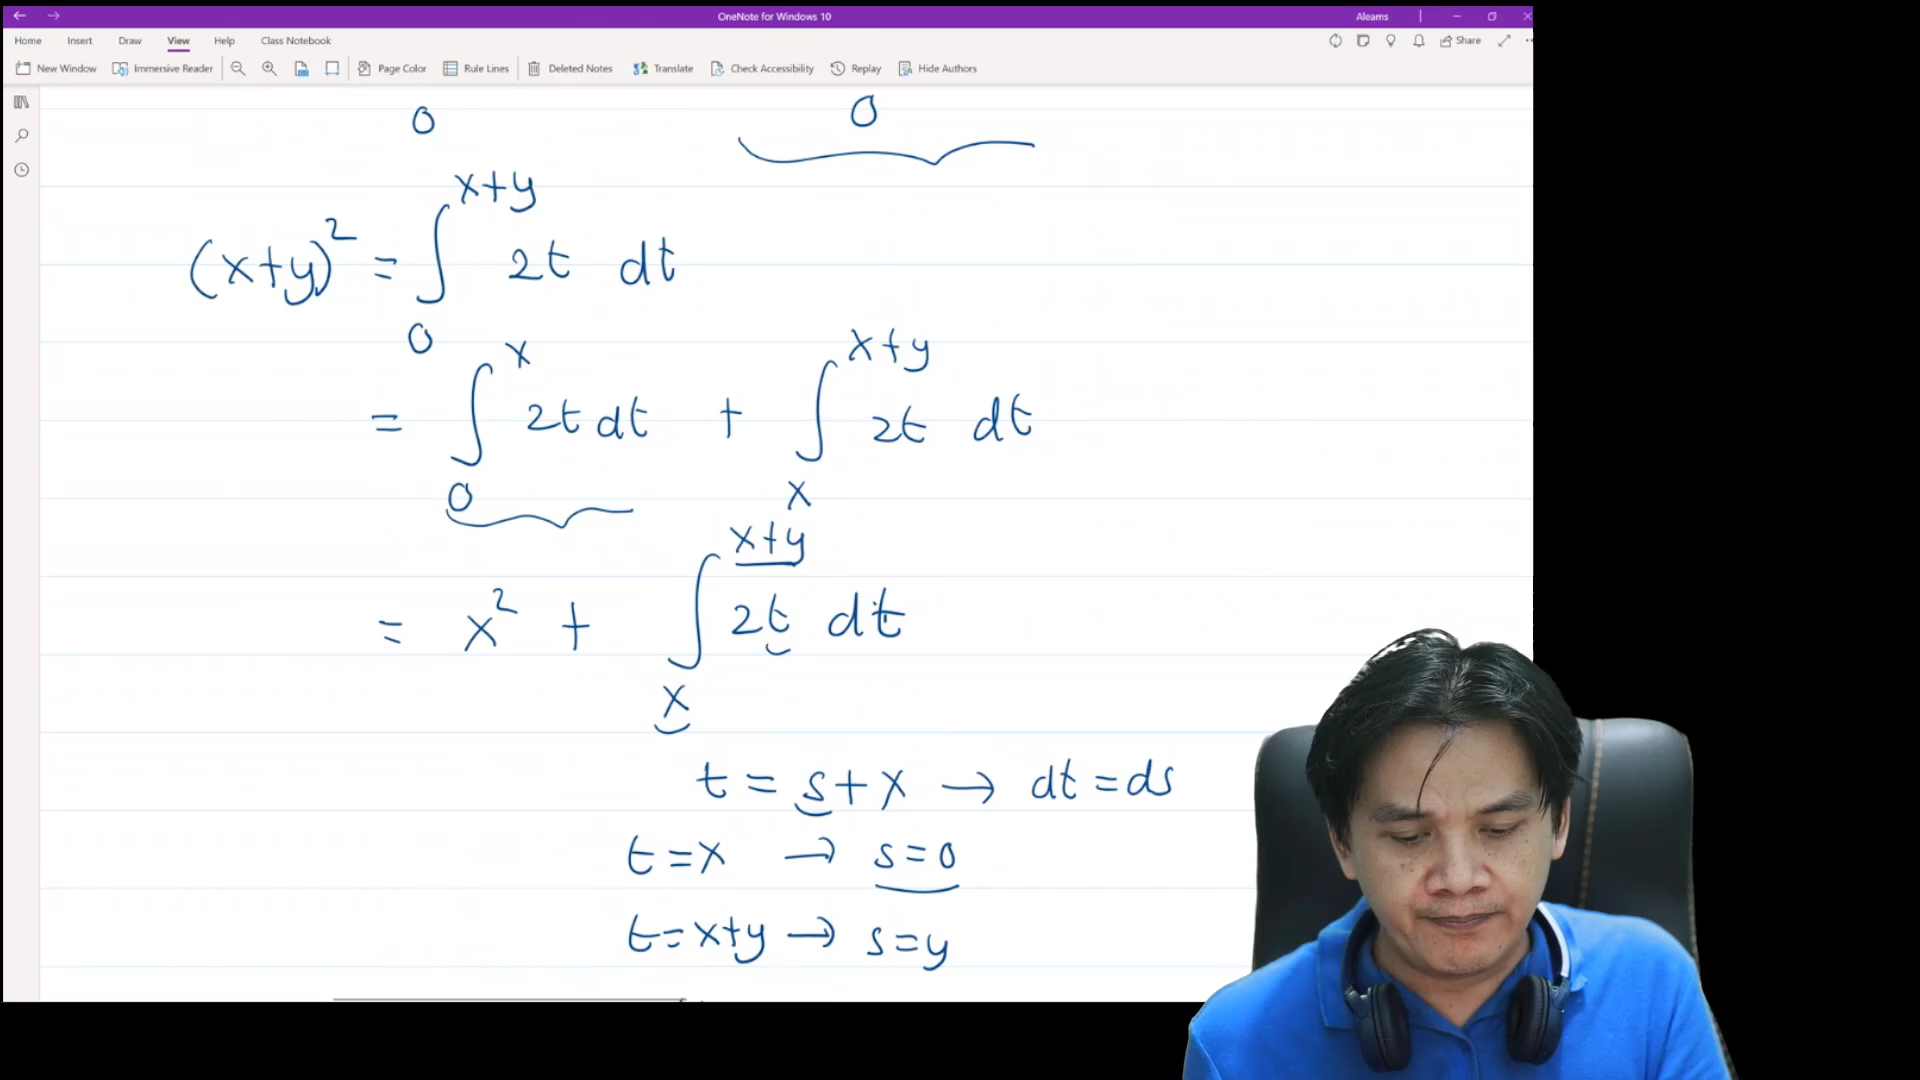 OneNote for Windows 10
Aleams
Home Insert Draw View Help Class Notebook
Share
New Window Immersive Reader Page Color Rule Lines Deleted Notes Translate Check Accessibility Replay Hide Authors
0 0
x+y
(x+y)² = ∫ 2t dt
0
x x+y
= ∫ 2t dt + ∫ 2t dt
0 x
x+y
= x² + ∫ 2t dt
x
t = s+x → dt = ds
t=x → s=0
t=x+y → s=y